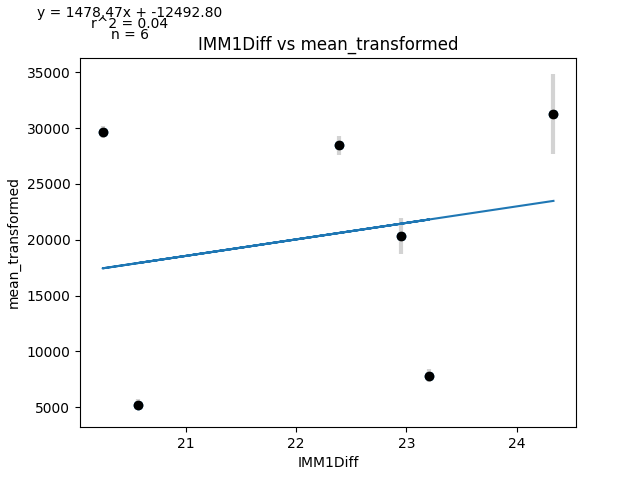 y = 1478.47x + -12492.80
r^2 = 0.04
n = 6
IMM1Diff vs mean_transformed
35000
30000
25000
20000
15000
10000
5000
mean_transformed
21
22
23
24
IMM1Diff